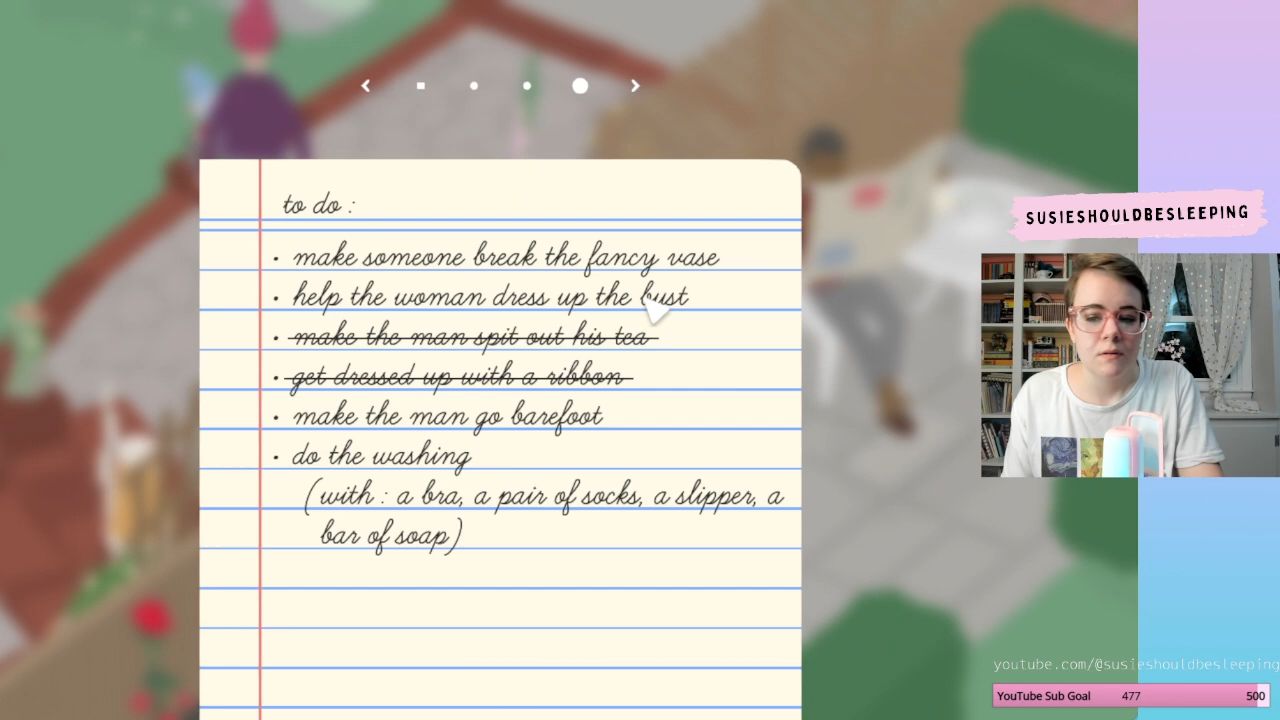 to do :
• make someone break the fancy vase
• help the woman dress up the bust
• make the man spit out his tea
• get dressed up with a ribbon
• make the man go barefoot
• do the washing
(with : a bra, a pair of socks, a slipper, a
bar of soap)
SUSIESHOULDBESLEEPING
youtube.com/@susieshouldbesleeping
YouTube Sub Goal 477 500